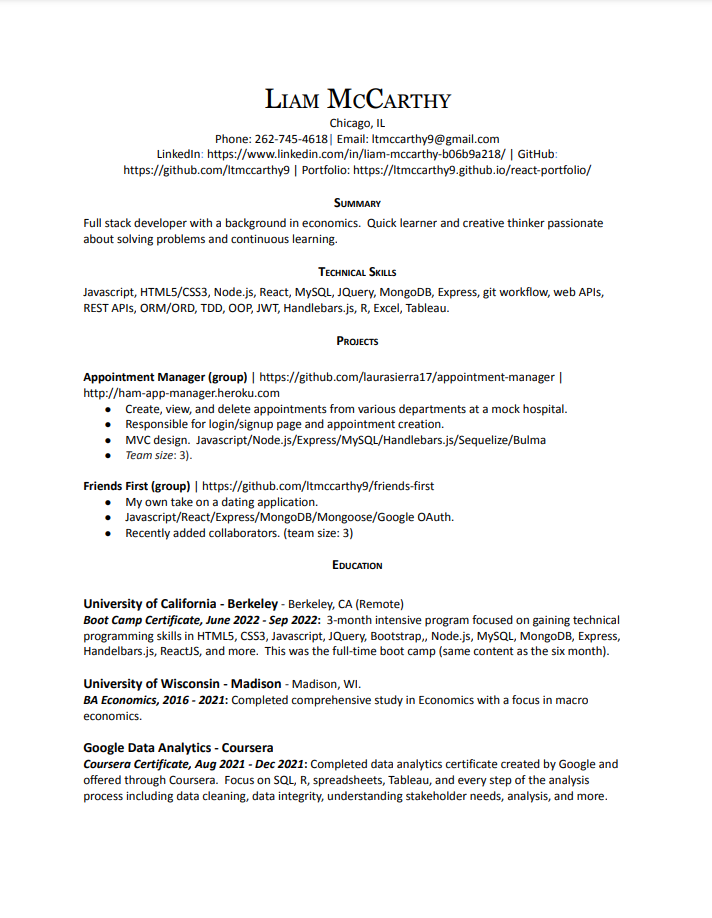 LIAM MCCARTHY
Chicago, IL
Phone: 262-745-4618| Email: ltmccarthy9@gmail.com
LinkedIn: https://www.linkedin.com/in/liam-mccarthy-b06b9a218/ | GitHub:
https://github.com/ltmccarthy9 | Portfolio: https://ltmccarthy9.github.io/react-portfolio/
SUMMARY
Full stack developer with a background in economics.  Quick learner and creative thinker passionate
about solving problems and continuous learning.
TECHNICAL SKILLS
Javascript, HTML5/CSS3, Node.js, React, MySQL, JQuery, MongoDB, Express, git workflow, web APIs,
REST APIs, ORM/ORD, TDD, OOP, JWT, Handlebars.js, R, Excel, Tableau.
PROJECTS
Appointment Manager (group) | https://github.com/laurasierra17/appointment-manager |
http://ham-app-manager.heroku.com
● Create, view, and delete appointments from various departments at a mock hospital.
● Responsible for login/signup page and appointment creation.
● MVC design.  Javascript/Node.js/Express/MySQL/Handlebars.js/Sequelize/Bulma
● Team size: 3).
Friends First (group) | https://github.com/ltmccarthy9/friends-first
● My own take on a dating application.
● Javascript/React/Express/MongoDB/Mongoose/Google OAuth.
● Recently added collaborators. (team size: 3)
EDUCATION
University of California - Berkeley - Berkeley, CA (Remote)
Boot Camp Certificate, June 2022 - Sep 2022:  3-month intensive program focused on gaining technical
programming skills in HTML5, CSS3, Javascript, JQuery, Bootstrap,, Node.js, MySQL, MongoDB, Express,
Handelbars.js, ReactJS, and more.  This was the full-time boot camp (same content as the six month).
University of Wisconsin - Madison - Madison, WI.
BA Economics, 2016 - 2021: Completed comprehensive study in Economics with a focus in macro
economics.
Google Data Analytics - Coursera
Coursera Certificate, Aug 2021 - Dec 2021: Completed data analytics certificate created by Google and
offered through Coursera.  Focus on SQL, R, spreadsheets, Tableau, and every step of the analysis
process including data cleaning, data integrity, understanding stakeholder needs, analysis, and more.